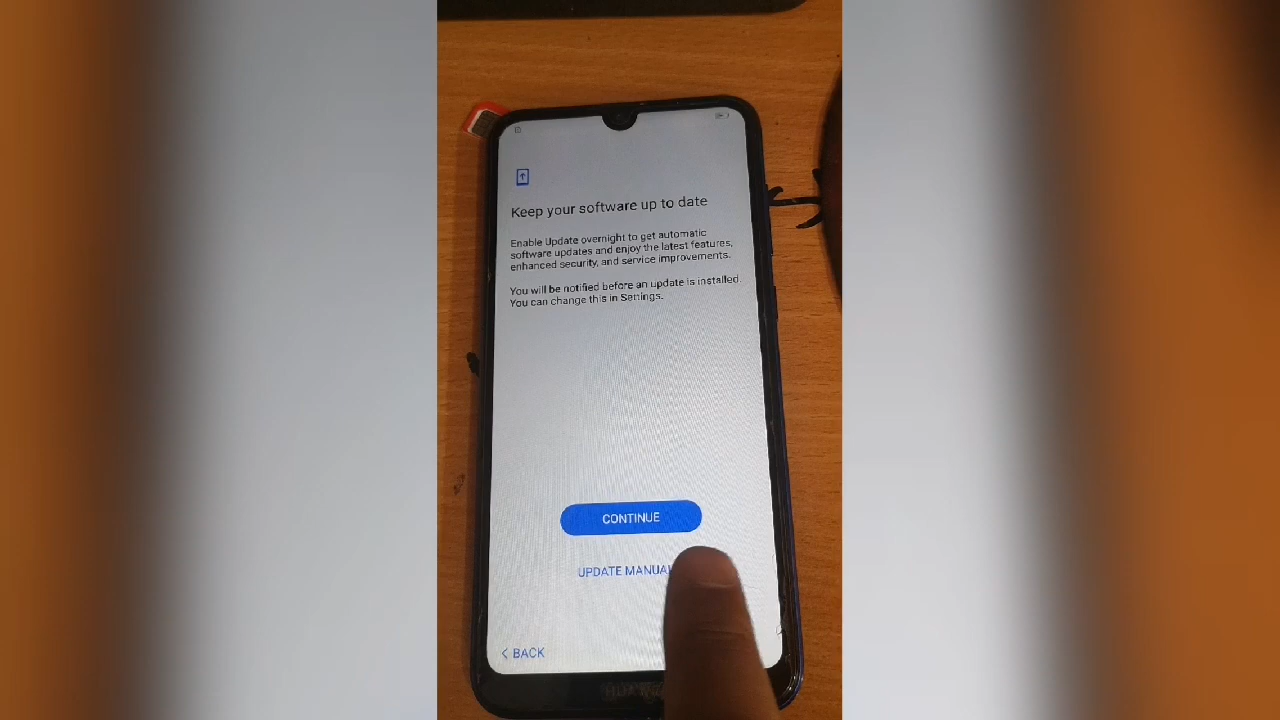 Keep your software up to date
Enable Update overnight to get automatic
software updates and enjoy the latest features,
enhanced security, and service improvements.
You will be notified before an update is installed.
You can change this in Settings.
CONTINUE
UPDATE MANUAL
< BACK